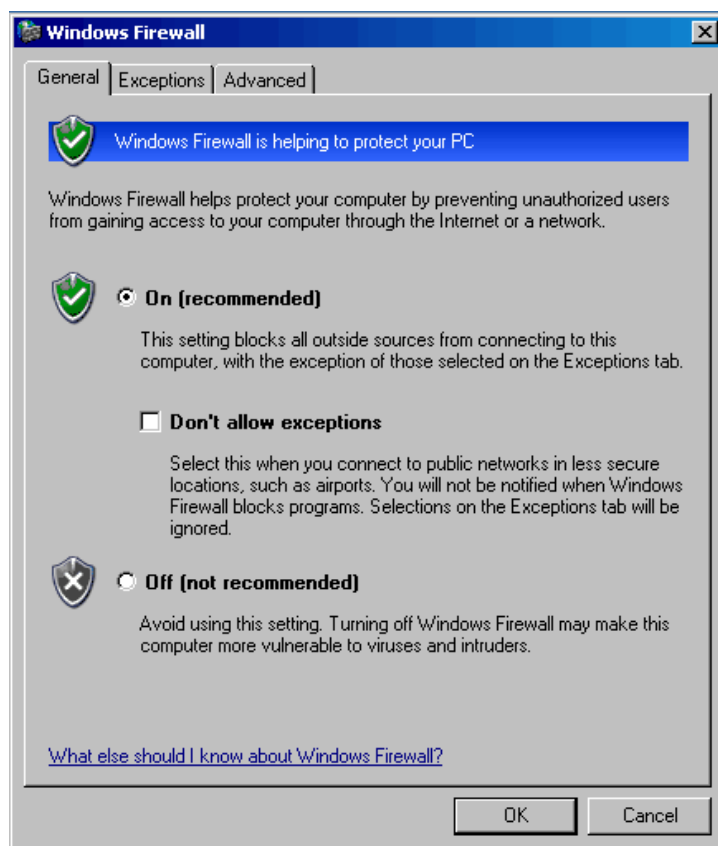 Windows Firewall
General Exceptions Advanced
Windows Firewall is helping to protect your PC
Windows Firewall helps protect your computer by preventing unauthorized users
from gaining access to your computer through the Internet or a network.
On (recommended)
This setting blocks all outside sources from connecting to this
computer, with the exception of those selected on the Exceptions tab.
Don't allow exceptions
Select this when you connect to public networks in less secure
locations, such as airports. You will not be notified when Windows
Firewall blocks programs. Selections on the Exceptions tab will be
ignored.
Off (not recommended)
Avoid using this setting. Turning off Windows Firewall may make this
computer more vulnerable to viruses and intruders.
What else should I know about Windows Firewall?
OK Cancel